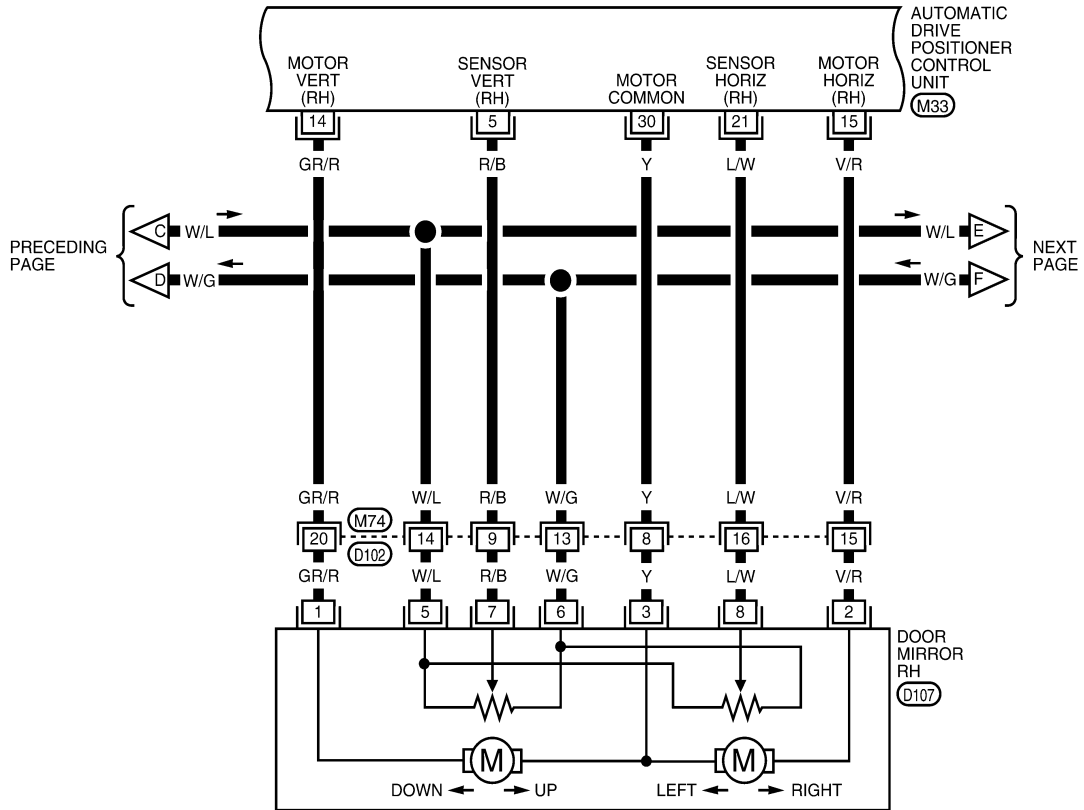 AUTOMATIC
DRIVE
POSITIONER
CONTROL
UNIT
M33
MOTOR
VERT
(RH)
SENSOR
VERT
(RH)
MOTOR
COMMON
SENSOR
HORIZ
(RH)
MOTOR
HORIZ
(RH)
14 5 30 21 15
GR/R R/B Y L/W V/R
PRECEDING
PAGE
C W/L W/L E
D W/G W/G F
NEXT
PAGE
GR/R W/L R/B W/G Y L/W V/R
M74
20 14 9 13 8 16 15
D102
GR/R W/L R/B W/G Y L/W V/R
1 5 7 6 3 8 2
DOOR
MIRROR
RH
D107
M M
DOWN UP LEFT RIGHT